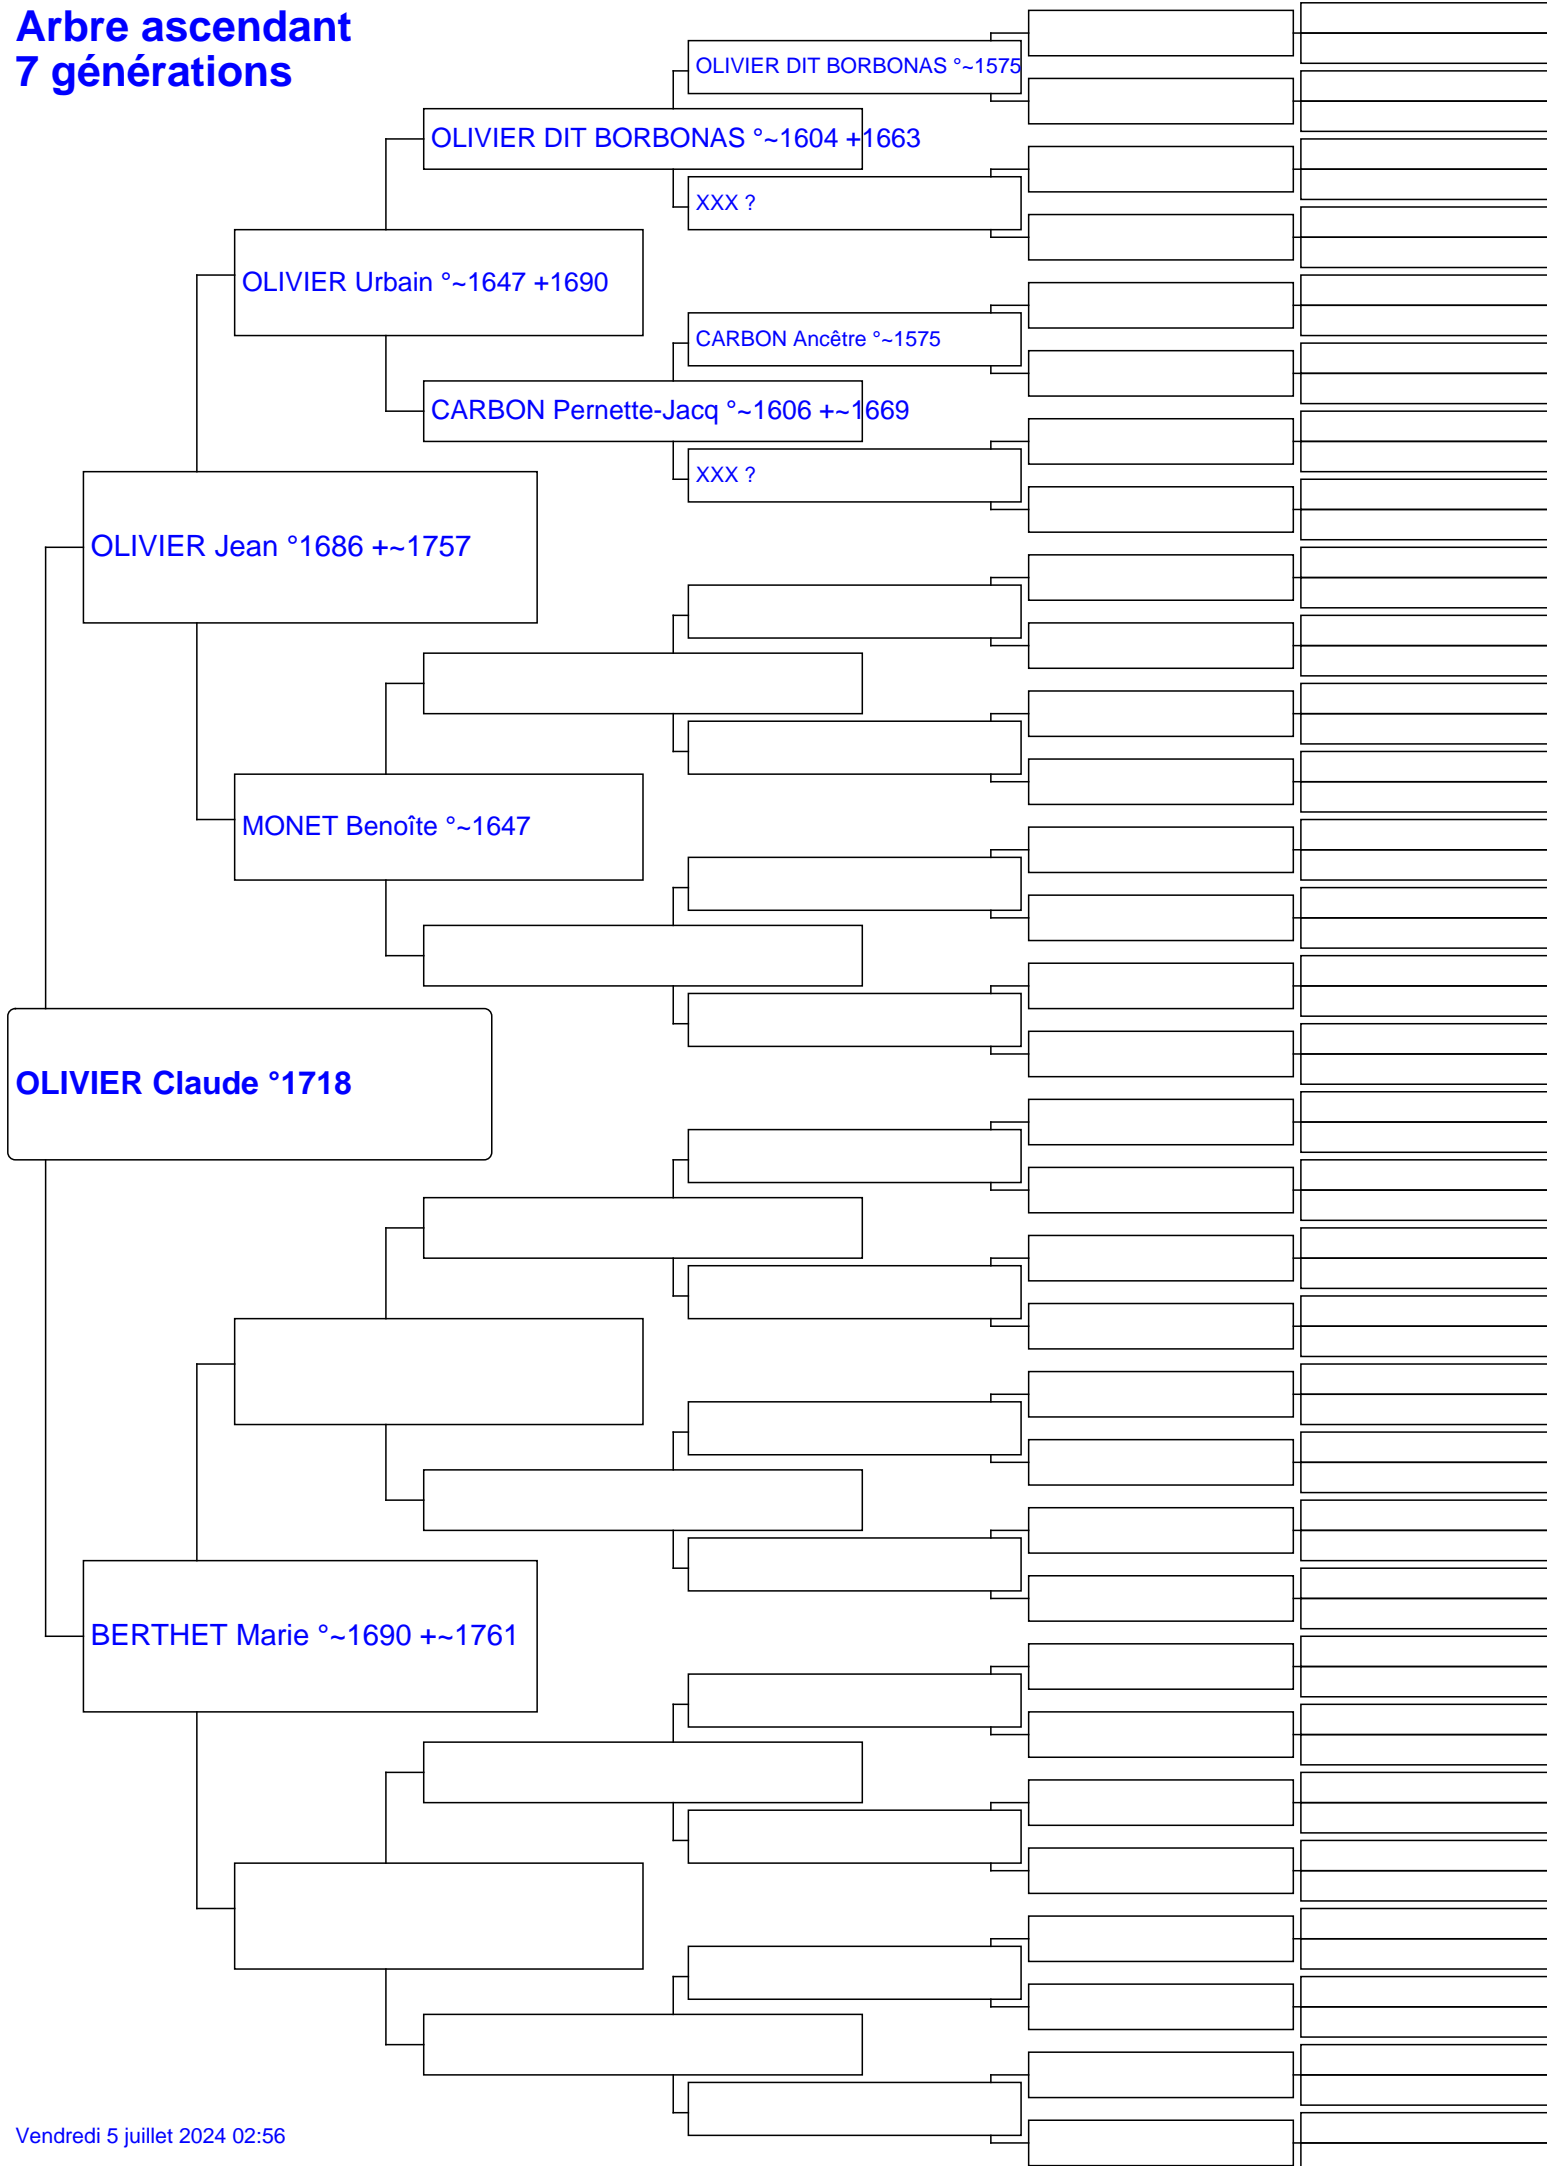 Arbre ascendant
7 générations
OLIVIER DIT BORBONAS °~1575
OLIVIER DIT BORBONAS °~1604 +1663
XXX ?
OLIVIER Urbain °~1647 +1690
CARBON Ancêtre °~1575
CARBON Pernette-Jacq °~1606 +~1669
XXX ?
OLIVIER Jean °1686 +~1757
MONET Benoîte °~1647
OLIVIER Claude °1718
BERTHET Marie °~1690 +~1761
Vendredi 5 juillet 2024 02:56